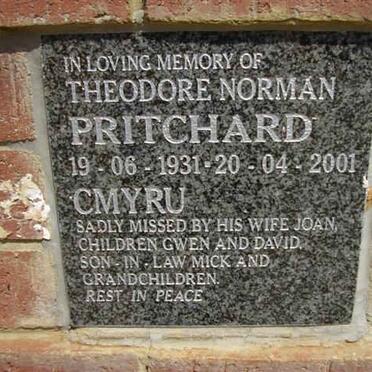 IN LOVING MEMORY OF
THEODORE NORMAN
PRITCHARD
19-06-1931-20-04-2001
CMYRU
SADLY MISSED BY HIS WIFE JOAN,
CHILDREN GWEN AND DAVID,
SON-IN-LAW MICK AND
GRANDCHILDREN.
REST IN PEACE